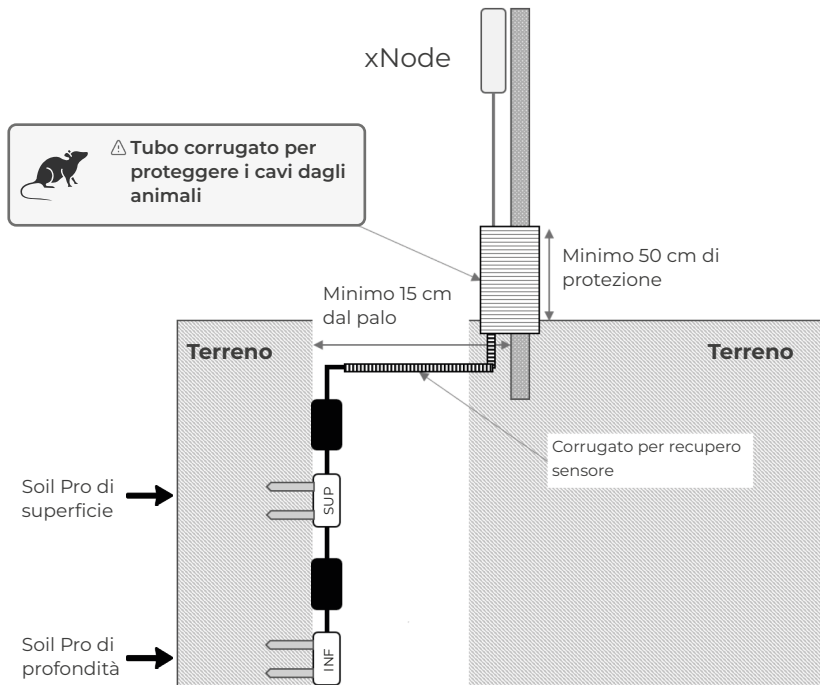 xNode
⚠ Tubo corrugato per
proteggere i cavi dagli
animali
Minimo 50 cm di
protezione
Minimo 15 cm
dal palo
Terreno
Terreno
Corrugato per recupero
sensore
Soil Pro di
superficie
SUP
Soil Pro di
profondità
INF